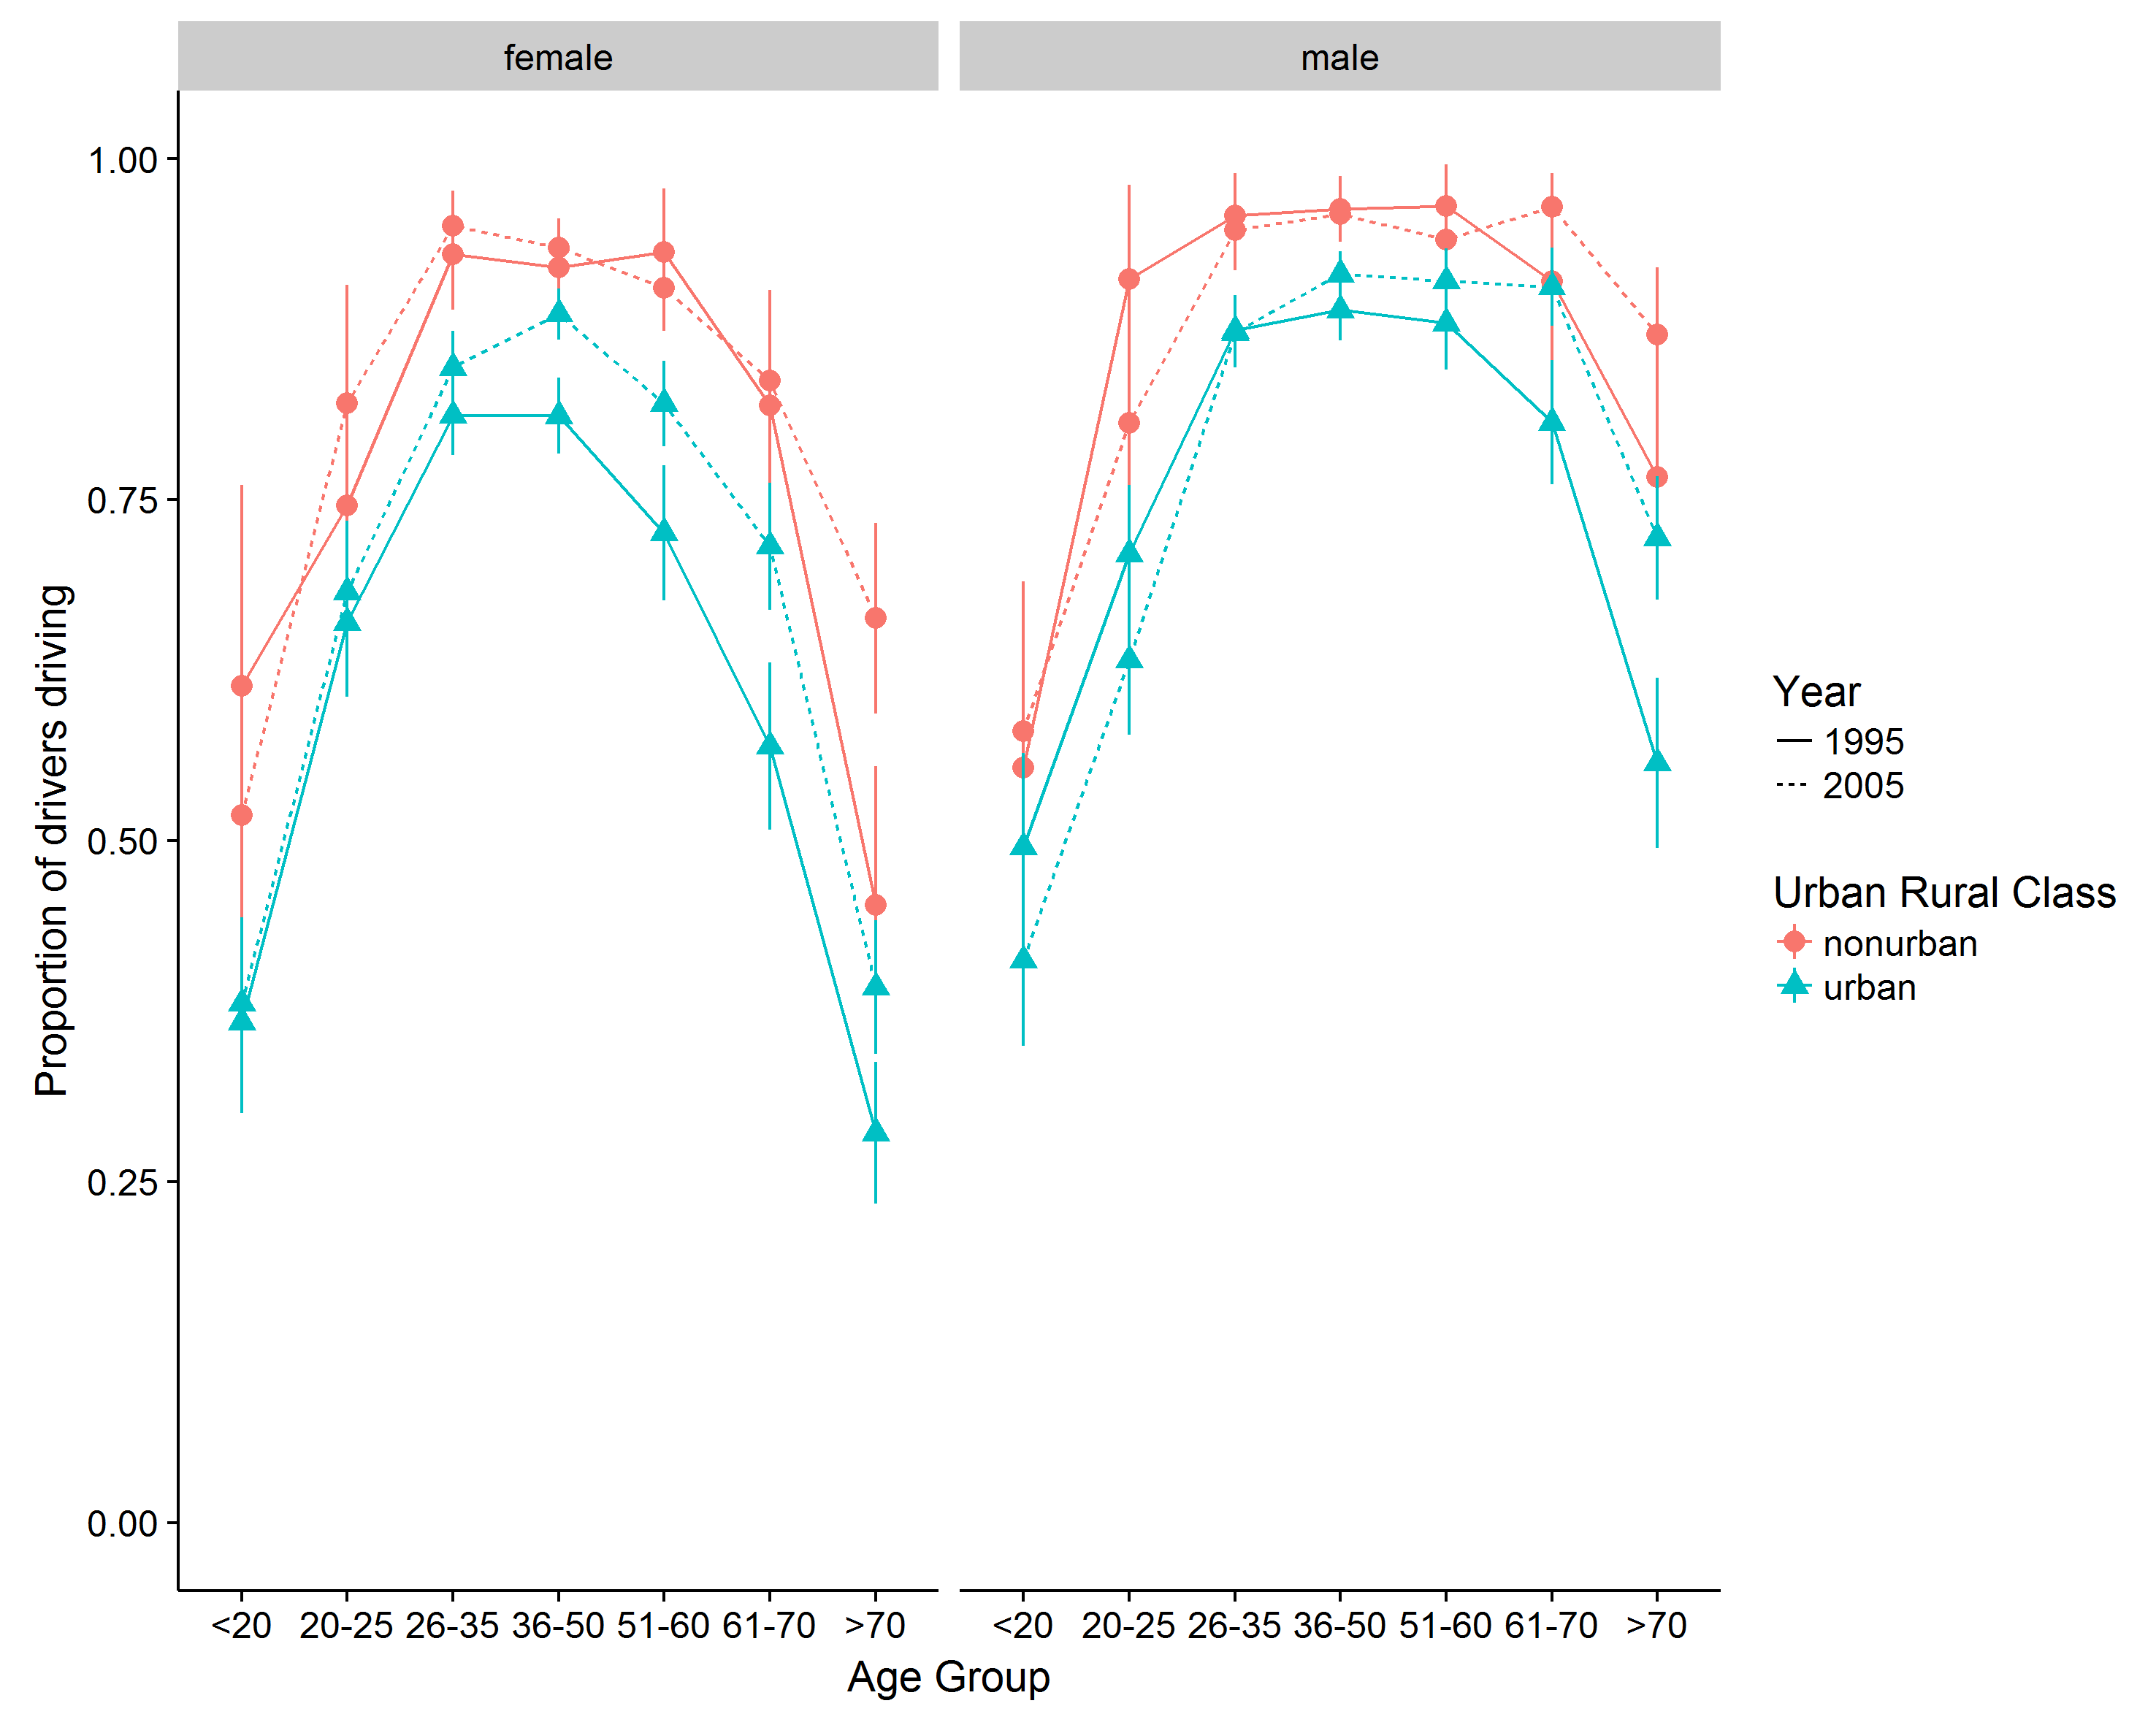 female male
1.00
0.75
0.50
0.25
0.00
Proportion of drivers driving
<20 20-25 26-35 36-50 51-60 61-70 >70 <20 20-25 26-35 36-50 51-60 61-70 >70
Age Group
Year
1995
2005
Urban Rural Class
nonurban
urban